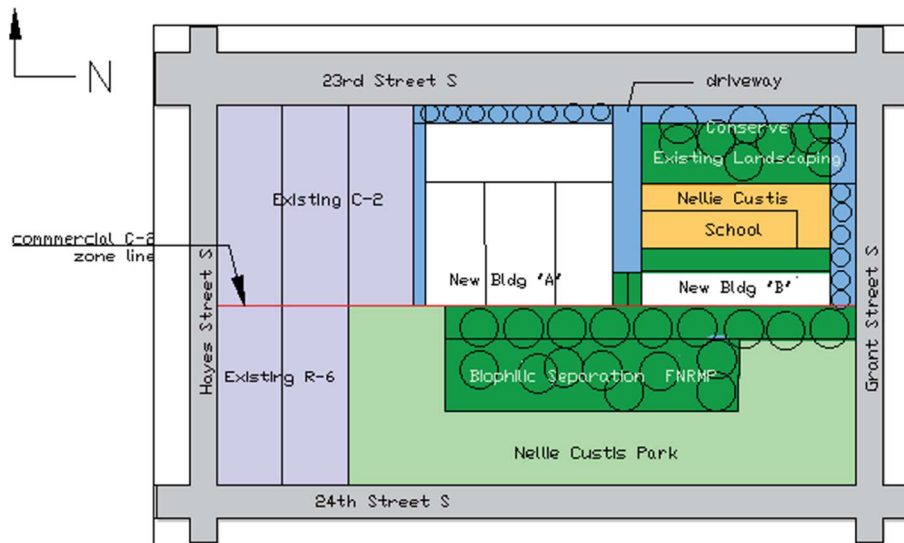 N
23rd Street S
driveway
Conserve
Existing Landscaping
Existing C-2
Nellie Custis
School
commercial C-2
zone line
New Bldg 'A'
New Bldg 'B'
Hayes Street S
Grant Street S
Existing R-6
Biophilic Separation FNRMP
Nellie Custis Park
24th Street S